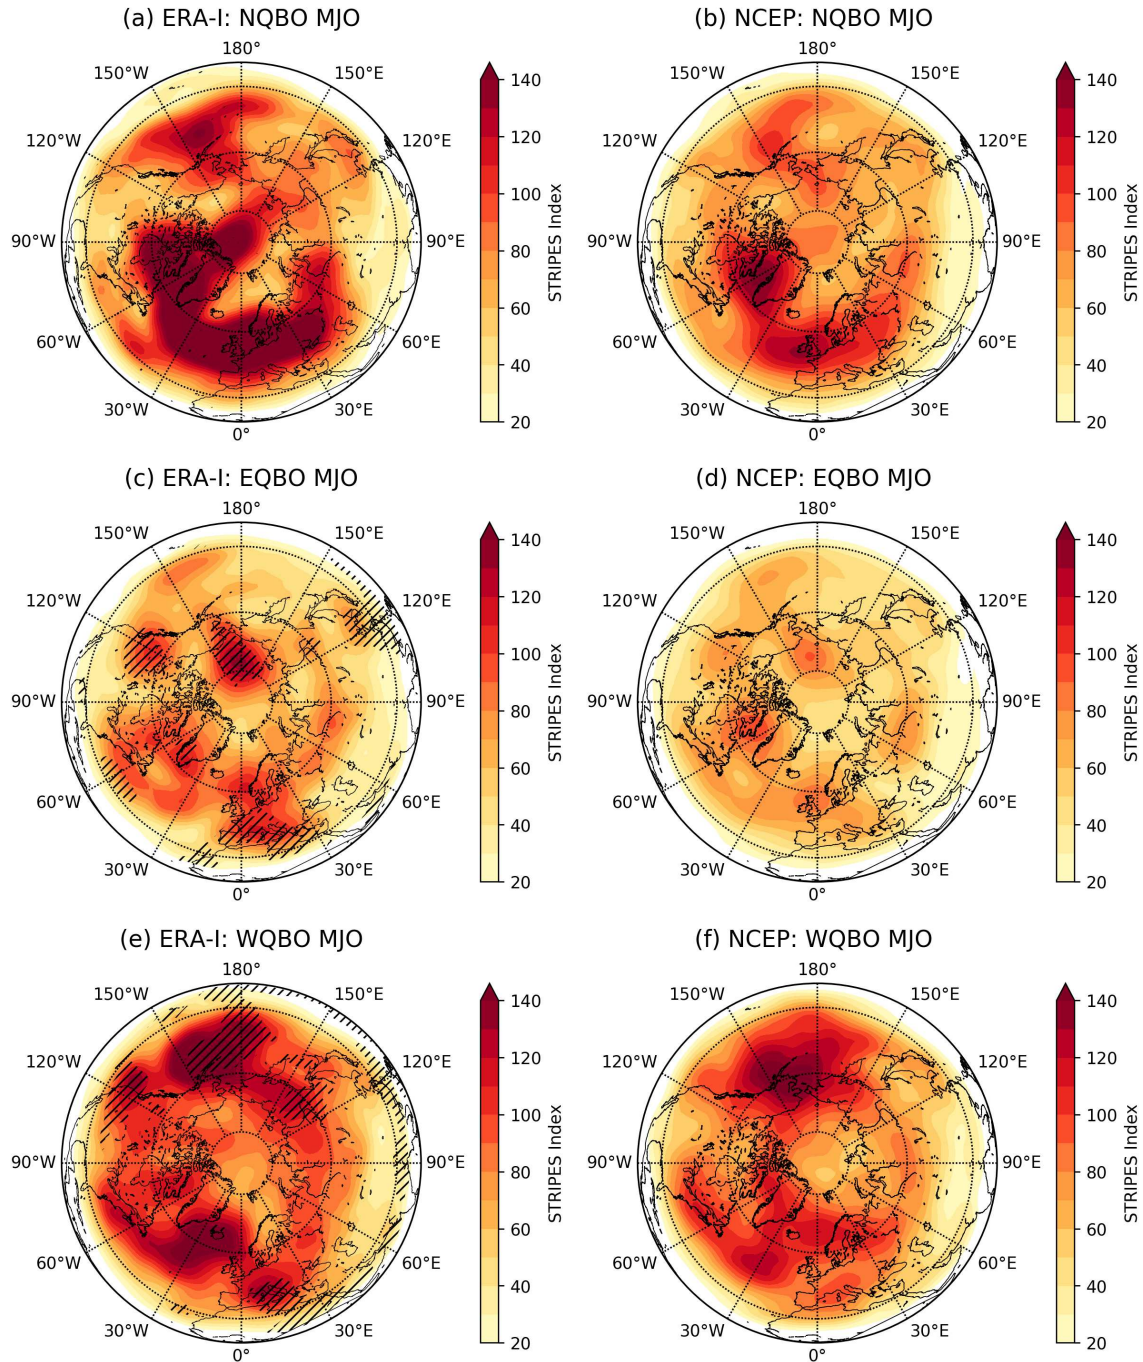 (a) ERA-I: NQBO MJO
180°
150°W
150°E
120°W
120°E
90°W
90°E
60°W
60°E
30°W
30°E
0°
140
120
100
80
60
40
20
STRIPES Index
(b) NCEP: NQBO MJO
180°
150°W
150°E
120°W
120°E
90°W
90°E
60°W
60°E
30°W
30°E
0°
140
120
100
80
60
40
20
STRIPES Index
(c) ERA-I: EQBO MJO
180°
150°W
150°E
120°W
120°E
90°W
90°E
60°W
60°E
30°W
30°E
0°
140
120
100
80
60
40
20
STRIPES Index
(d) NCEP: EQBO MJO
180°
150°W
150°E
120°W
120°E
90°W
90°E
60°W
60°E
30°W
30°E
0°
140
120
100
80
60
40
20
STRIPES Index
(e) ERA-I: WQBO MJO
180°
150°W
150°E
120°W
120°E
90°W
90°E
60°W
60°E
30°W
30°E
0°
140
120
100
80
60
40
20
STRIPES Index
(f) NCEP: WQBO MJO
180°
150°W
150°E
120°W
120°E
90°W
90°E
60°W
60°E
30°W
30°E
0°
140
120
100
80
60
40
20
STRIPES Index